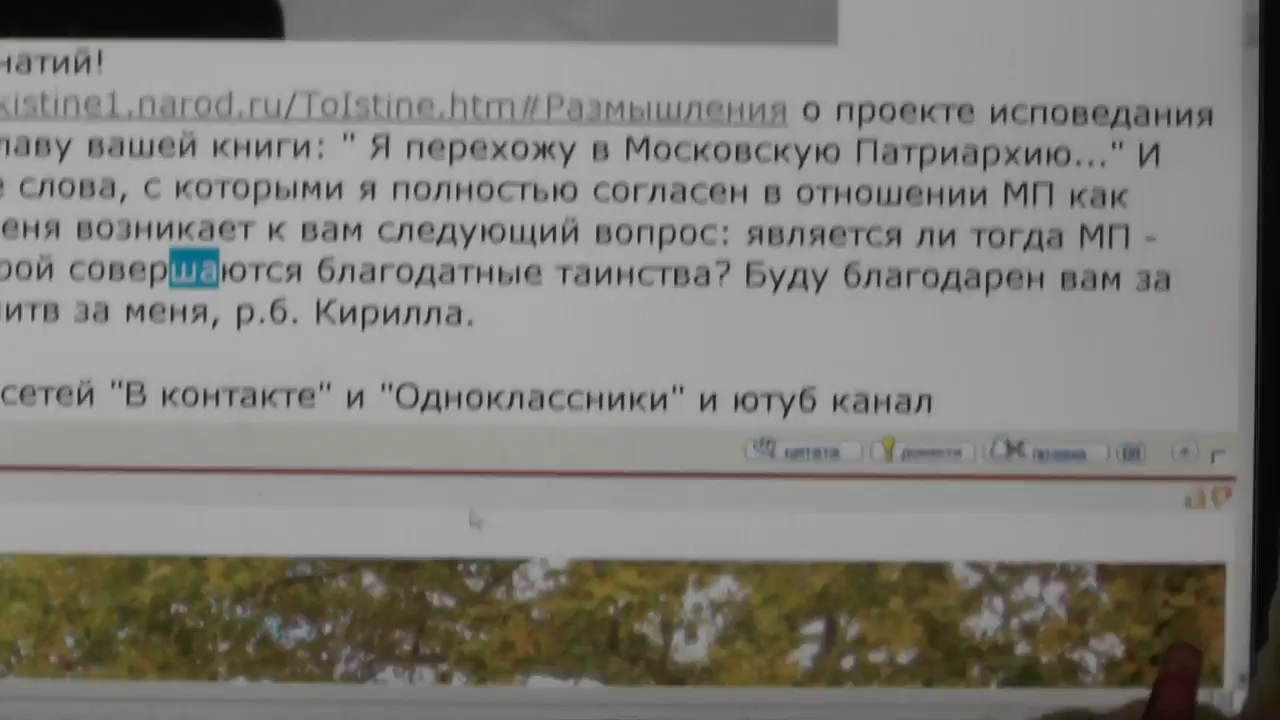 натий!
kistine1.narod.ru/ToIstine.htm#Размышления о проекте исповедания
лаву вашей книги: " Я перехожу в Московскую Патриархию..." И
е слова, с которыми я полностью согласен в отношении МП как
еня возникает к вам следующий вопрос: является ли тогда МП -
рой совершаются благодатные таинства? Буду благодарен вам за
итв за меня, р.б. Кирилла.
сетей "В контакте" и "Одноклассники" и ютуб канал
цитата